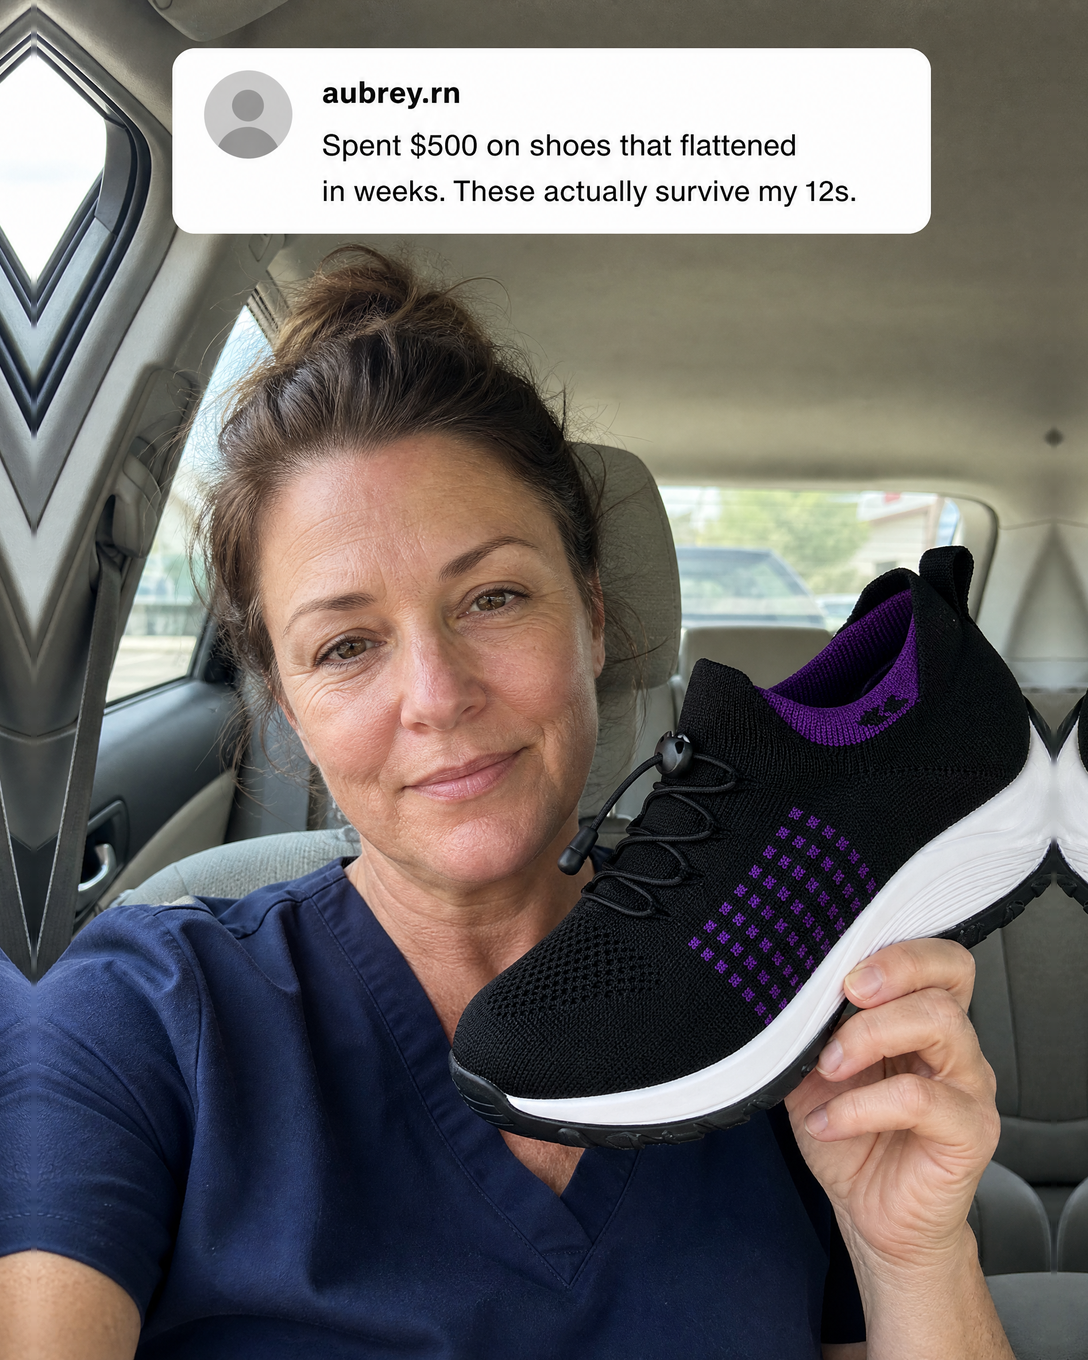 aubrey.rn
Spent $500 on shoes that flattened
in weeks. These actually survive my 12s.